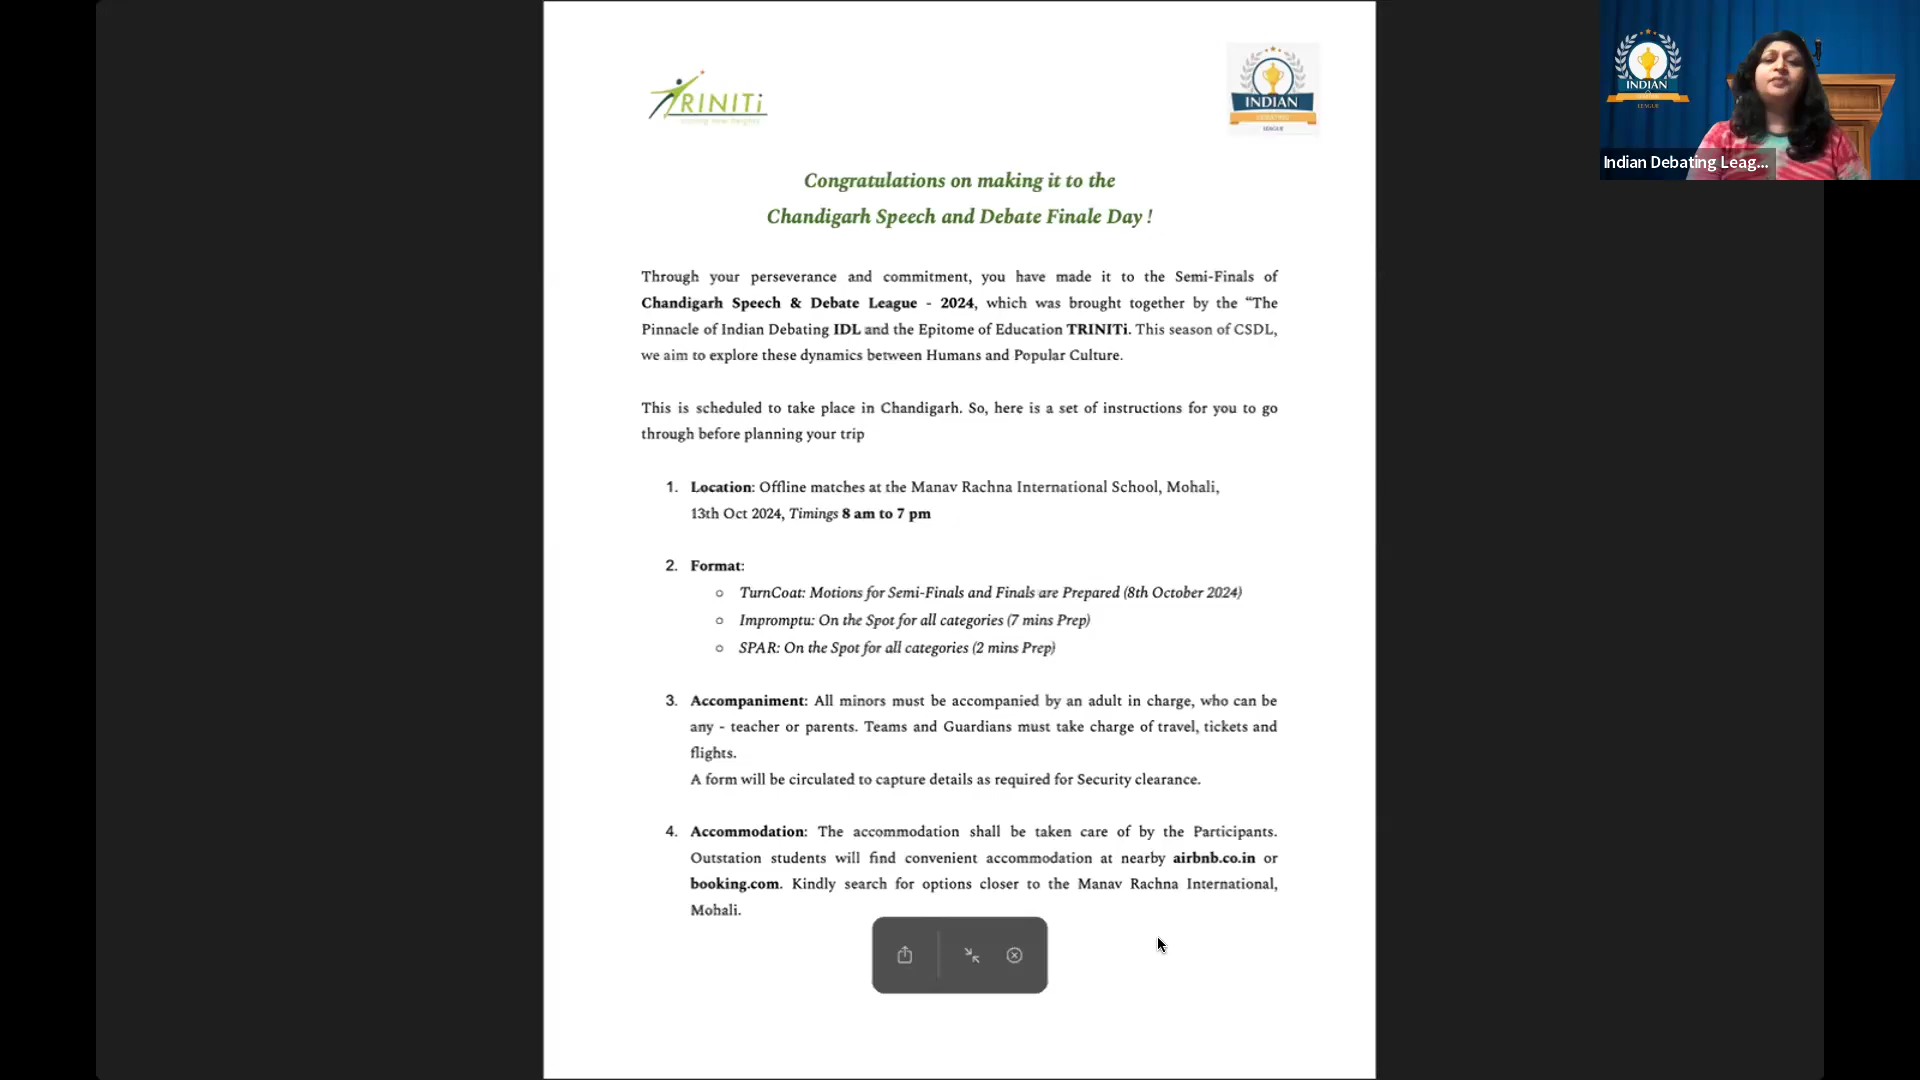 TRINITi
INDIAN
LEAGUE
INDIAN
LEAGUE
Indian Debating Leag...
Congratulations on making it to the
Chandigarh Speech and Debate Finale Day !
Through your perseverance and commitment, you have made it to the Semi-Finals of
Chandigarh Speech & Debate League - 2024, which was brought together by the “The
Pinnacle of Indian Debating IDL and the Epitome of Education TRINITi. This season of CSDL,
we aim to explore these dynamics between Humans and Popular Culture.
This is scheduled to take place in Chandigarh. So, here is a set of instructions for you to go
through before planning your trip
1. Location: Offline matches at the Manav Rachna International School, Mohali,
13th Oct 2024, Timings 8 am to 7 pm
2. Format:
○ TurnCoat: Motions for Semi-Finals and Finals are Prepared (8th October 2024)
○ Impromptu: On the Spot for all categories (7 mins Prep)
○ SPAR: On the Spot for all categories (2 mins Prep)
3. Accompaniment: All minors must be accompanied by an adult in charge, who can be
any - teacher or parents. Teams and Guardians must take charge of travel, tickets and
flights.
A form will be circulated to capture details as required for Security clearance.
4. Accommodation: The accommodation shall be taken care of by the Participants.
Outstation students will find convenient accommodation at nearby airbnb.co.in or
booking.com. Kindly search for options closer to the Manav Rachna International,
Mohali.